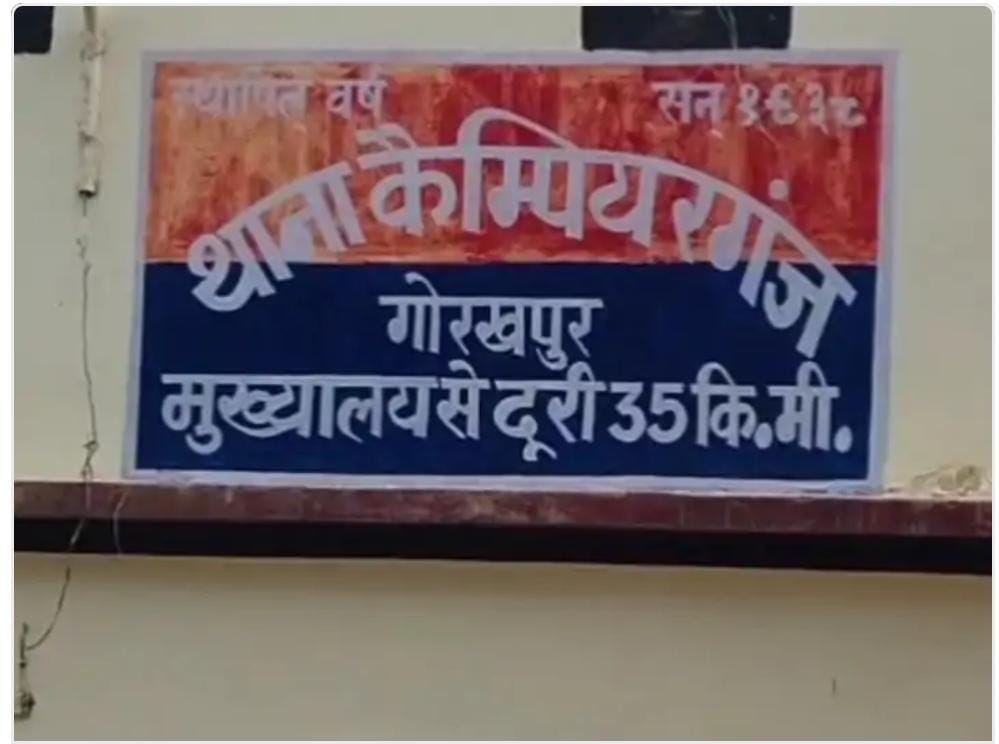 स्थापित वर्ष सन् १९३८
थाना कैम्पियरगंज
गोरखपुर
मुख्यालय से दूरी 35 कि.मी.